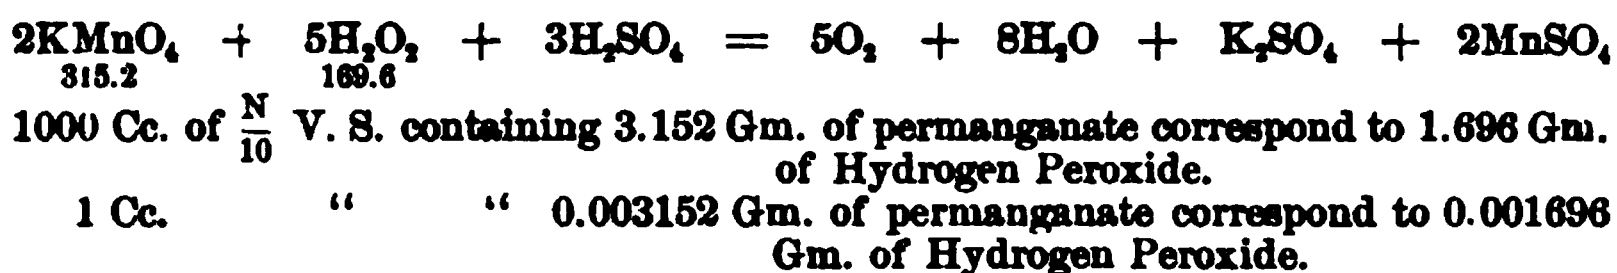 2KMnO₄ + 5H₂O₂ + 3H₂SO₄ = 5O₂ + 8H₂O + K₂SO₄ + 2MnSO₄
315.2 169.6
1000 Cc. of N/10 V. S. containing 3.152 Gm. of permanganate correspond to 1.696 Gm.
of Hydrogen Peroxide.
1 Cc. “ “ 0.003152 Gm. of permanganate correspond to 0.001696
Gm. of Hydrogen Peroxide.